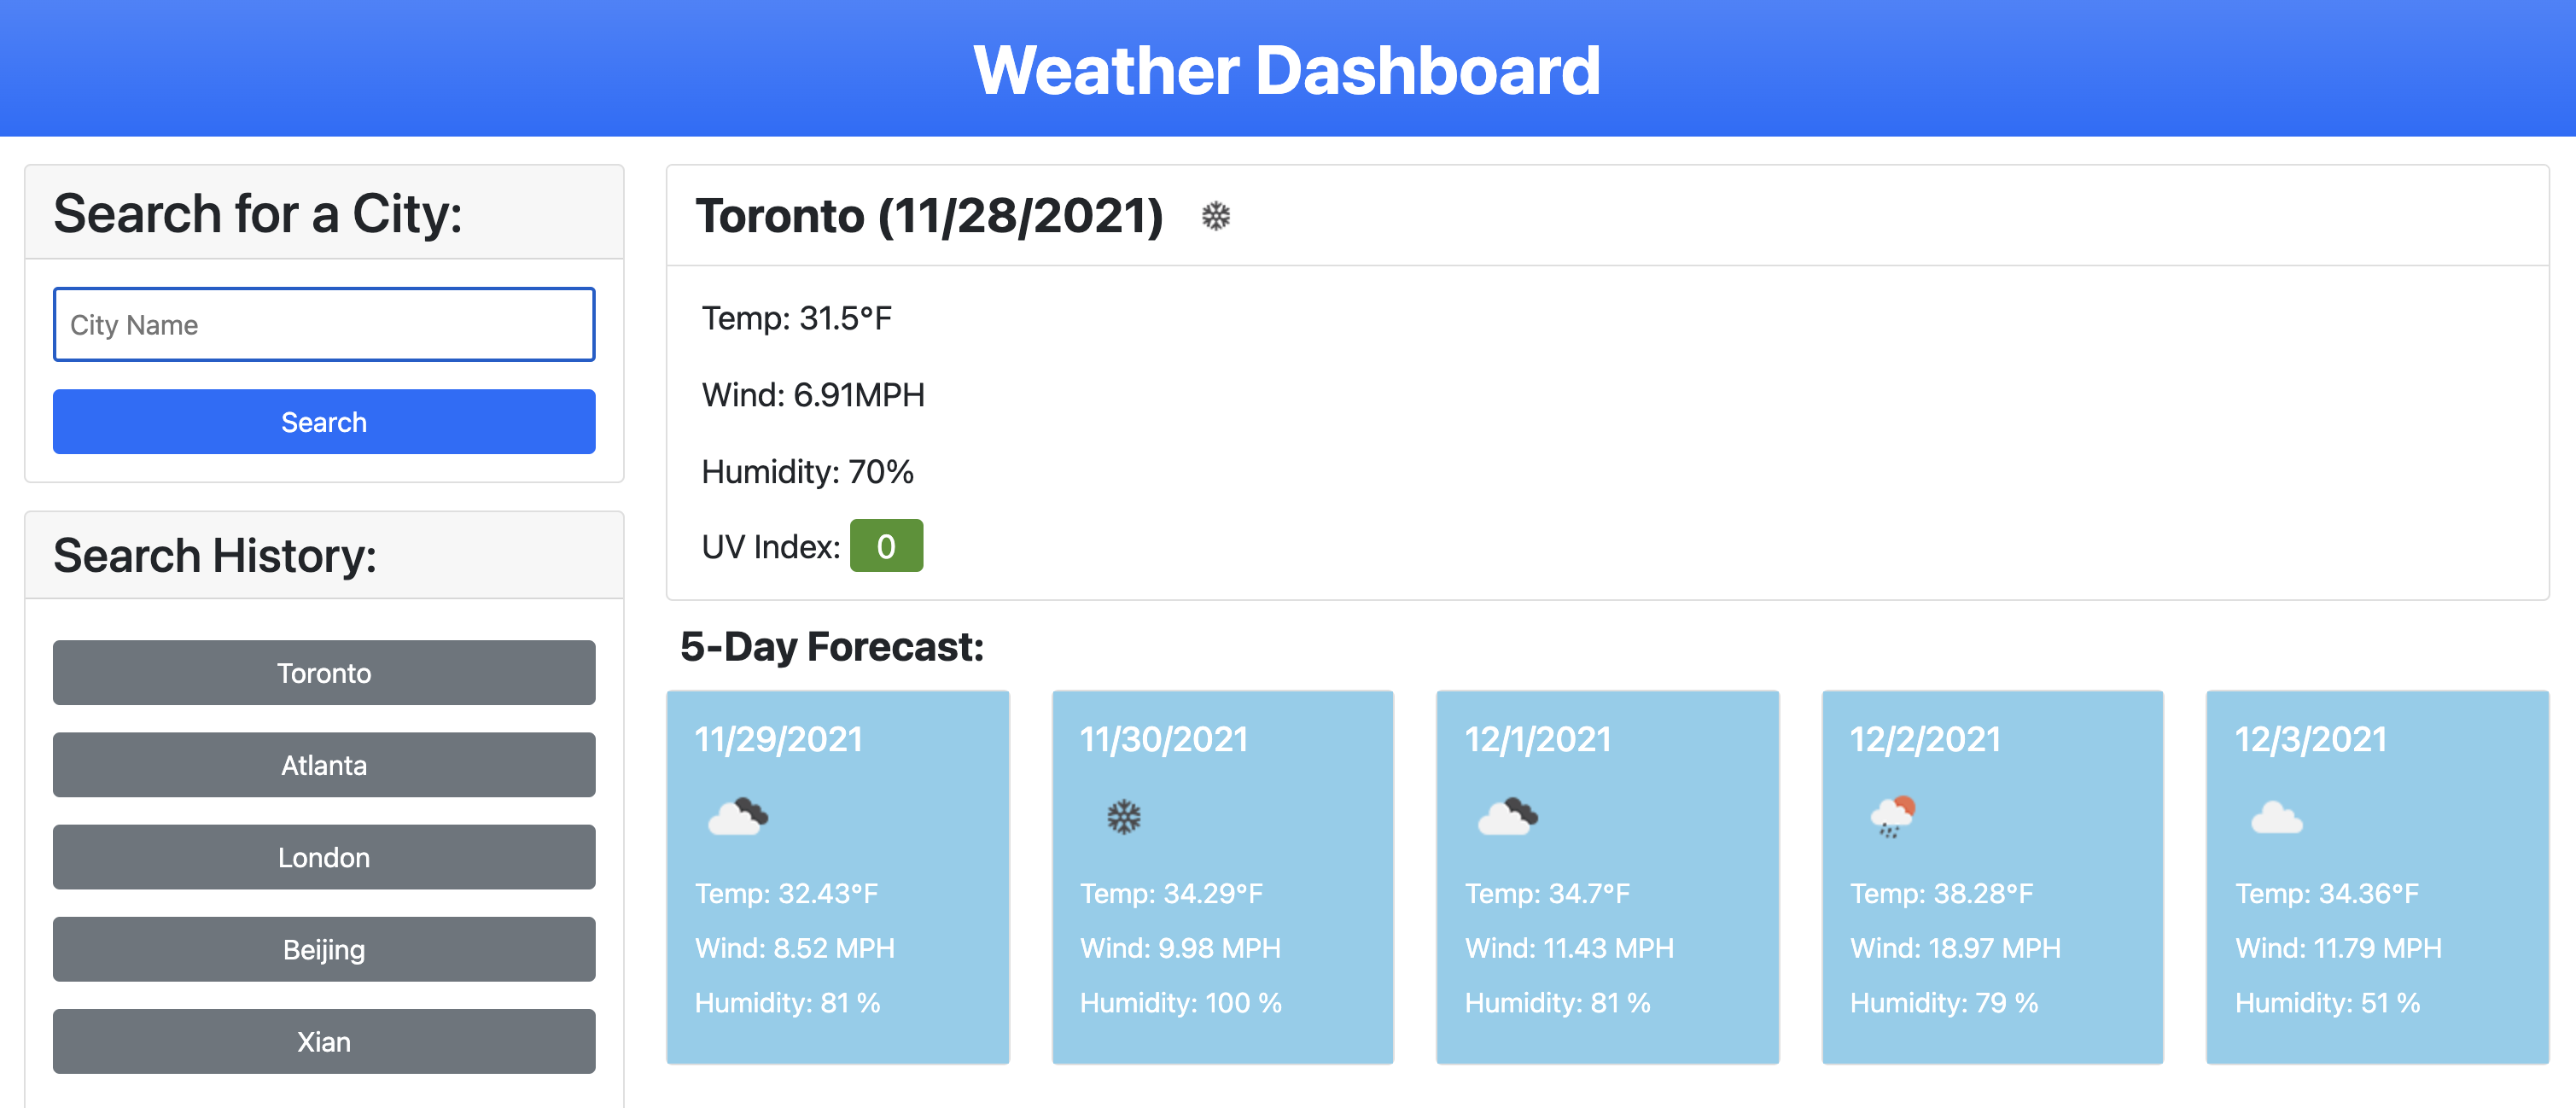 Weather Dashboard
Search for a City:
City Name
Search
Search History:
Toronto
Atlanta
London
Beijing
Xian
Toronto (11/28/2021)
Temp: 31.5°F
Wind: 6.91MPH
Humidity: 70%
UV Index: 0
5-Day Forecast:
11/29/2021
Temp: 32.43°F
Wind: 8.52 MPH
Humidity: 81 %
11/30/2021
Temp: 34.29°F
Wind: 9.98 MPH
Humidity: 100 %
12/1/2021
Temp: 34.7°F
Wind: 11.43 MPH
Humidity: 81 %
12/2/2021
Temp: 38.28°F
Wind: 18.97 MPH
Humidity: 79 %
12/3/2021
Temp: 34.36°F
Wind: 11.79 MPH
Humidity: 51 %